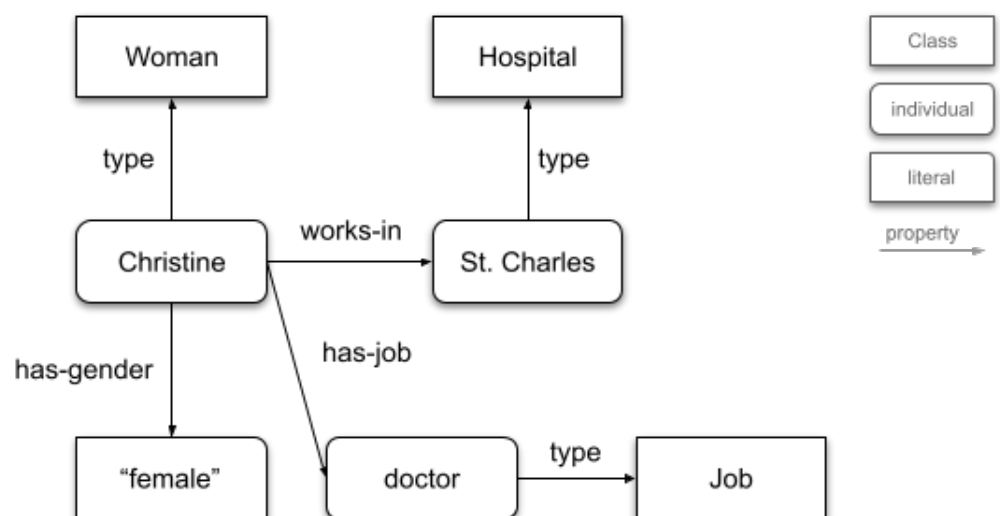 Woman
Hospital
Class
individual
literal
property
type
type
Christine
works-in
St. Charles
has-gender
has-job
“female”
doctor
type
Job